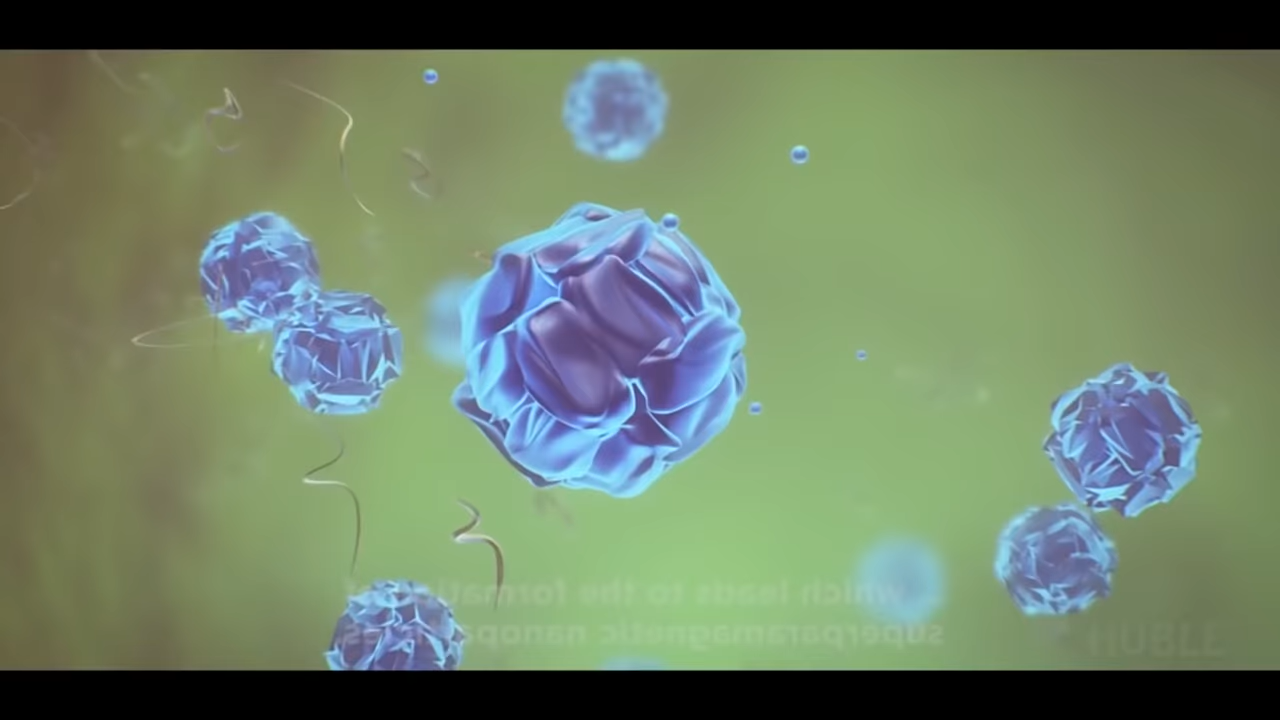 which leads to the formation of
superparamagnetic nanoparticles